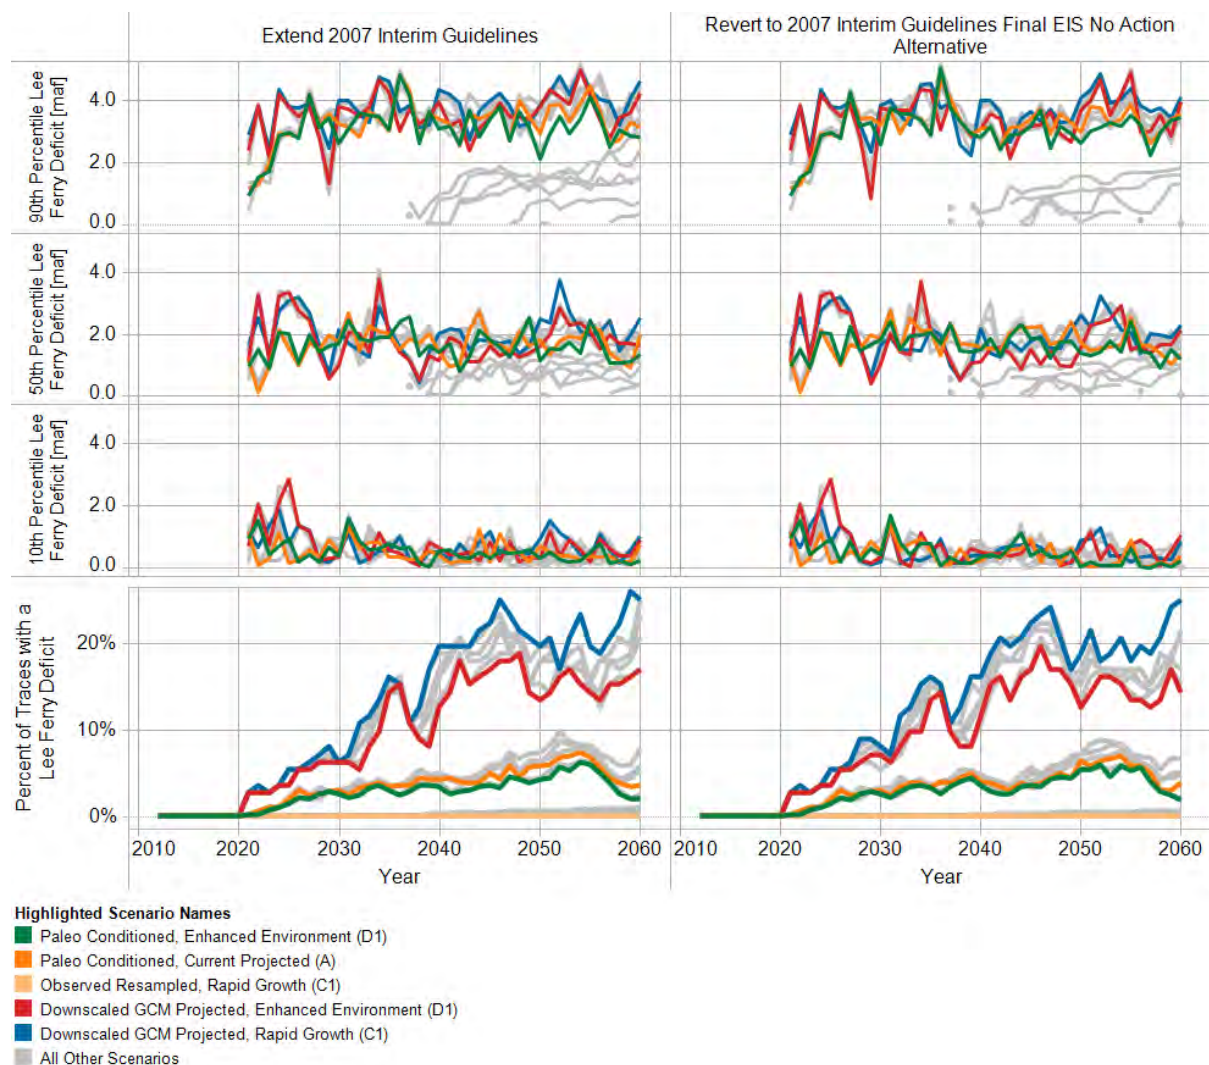 Extend 2007 Interim Guidelines
Revert to 2007 Interim Guidelines Final EIS No Action
Alternative
90th Percentile Lee
Ferry Deficit [maf]
4.0
2.0
0.0
50th Percentile Lee
Ferry Deficit [maf]
4.0
2.0
0.0
10th Percentile Lee
Ferry Deficit [maf]
4.0
2.0
0.0
Percent of Traces with a
Lee Ferry Deficit
20%
10%
0%
2010 2020 2030 2040 2050 2060 2010 2020 2030 2040 2050 2060
Year Year
Highlighted Scenario Names
Paleo Conditioned, Enhanced Environment (D1)
Paleo Conditioned, Current Projected (A)
Observed Resampled, Rapid Growth (C1)
Downscaled GCM Projected, Enhanced Environment (D1)
Downscaled GCM Projected, Rapid Growth (C1)
All Other Scenarios